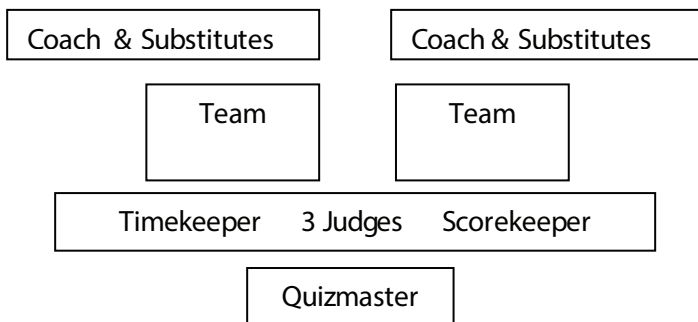 Coach & Substitutes Coach & Substitutes
Team Team
Timekeeper 3 Judges Scorekeeper
Quizmaster